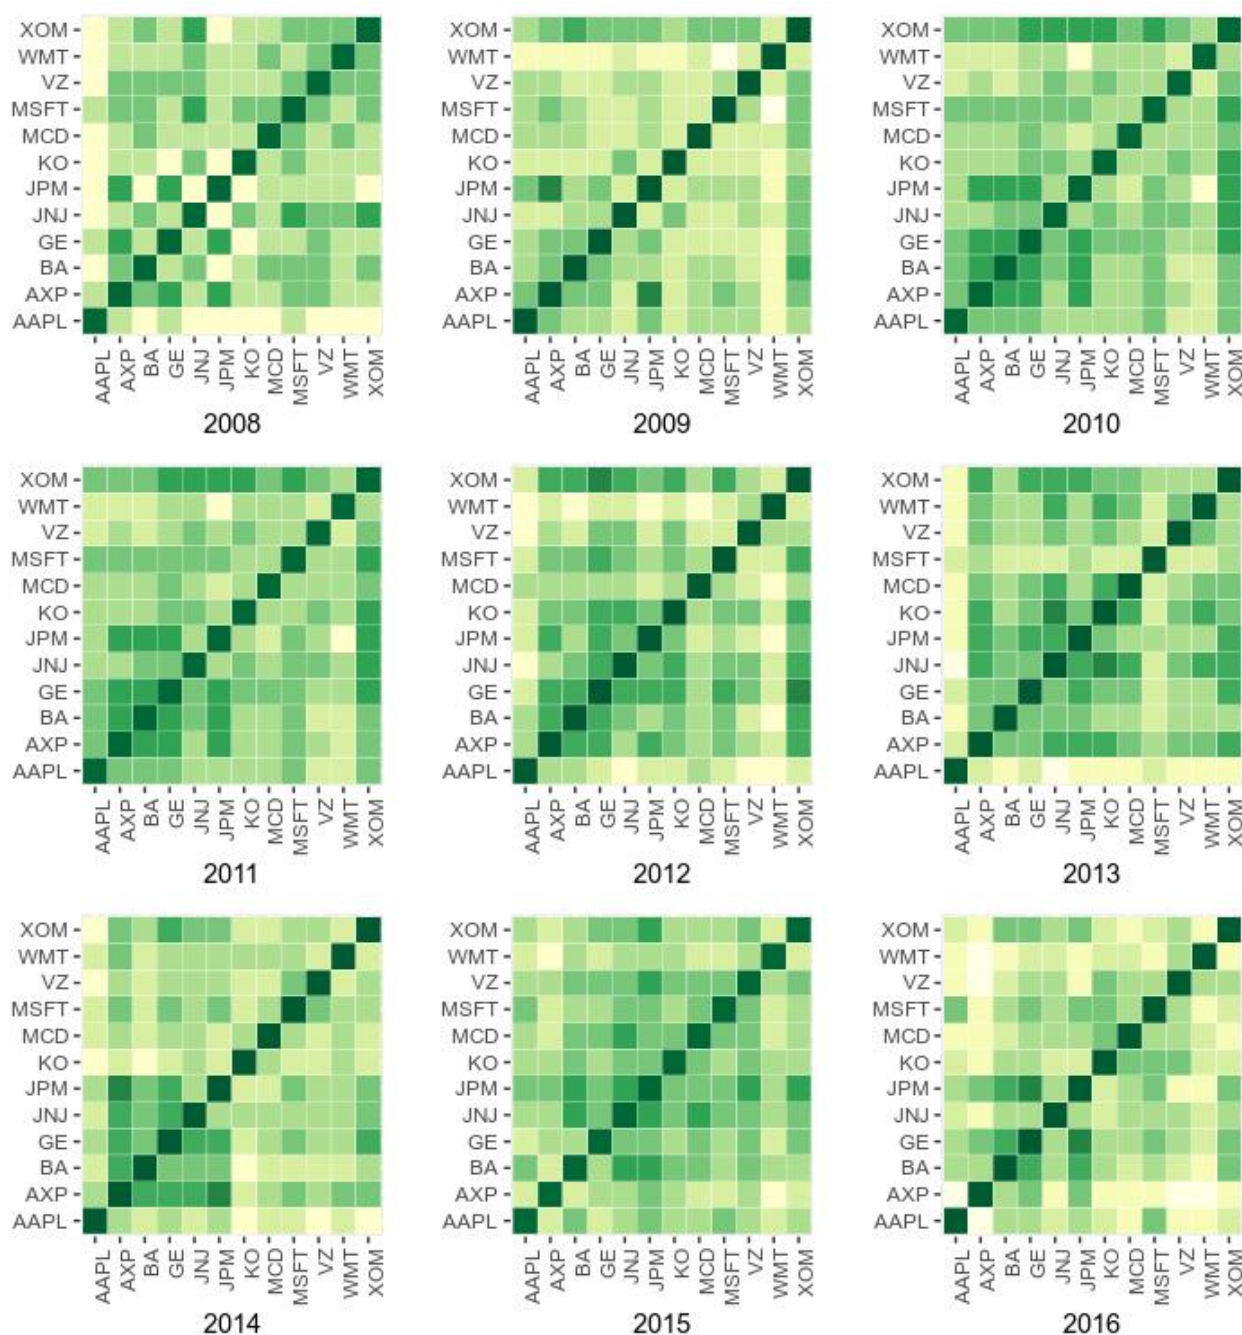 XOM
WMT
VZ
MSFT
MCD
KO
JPM
JNJ
GE
BA
AXP
AAPL
AAPL AXP BA GE JNJ JPM KO MCD MSFT VZ WMT XOM
2008
XOM
WMT
VZ
MSFT
MCD
KO
JPM
JNJ
GE
BA
AXP
AAPL
AAPL AXP BA GE JNJ JPM KO MCD MSFT VZ WMT XOM
2009
XOM
WMT
VZ
MSFT
MCD
KO
JPM
JNJ
GE
BA
AXP
AAPL
AAPL AXP BA GE JNJ JPM KO MCD MSFT VZ WMT XOM
2010
XOM
WMT
VZ
MSFT
MCD
KO
JPM
JNJ
GE
BA
AXP
AAPL
AAPL AXP BA GE JNJ JPM KO MCD MSFT VZ WMT XOM
2011
XOM
WMT
VZ
MSFT
MCD
KO
JPM
JNJ
GE
BA
AXP
AAPL
AAPL AXP BA GE JNJ JPM KO MCD MSFT VZ WMT XOM
2012
XOM
WMT
VZ
MSFT
MCD
KO
JPM
JNJ
GE
BA
AXP
AAPL
AAPL AXP BA GE JNJ JPM KO MCD MSFT VZ WMT XOM
2013
XOM
WMT
VZ
MSFT
MCD
KO
JPM
JNJ
GE
BA
AXP
AAPL
AAPL AXP BA GE JNJ JPM KO MCD MSFT VZ WMT XOM
2014
XOM
WMT
VZ
MSFT
MCD
KO
JPM
JNJ
GE
BA
AXP
AAPL
AAPL AXP BA GE JNJ JPM KO MCD MSFT VZ WMT XOM
2015
XOM
WMT
VZ
MSFT
MCD
KO
JPM
JNJ
GE
BA
AXP
AAPL
AAPL AXP BA GE JNJ JPM KO MCD MSFT VZ WMT XOM
2016